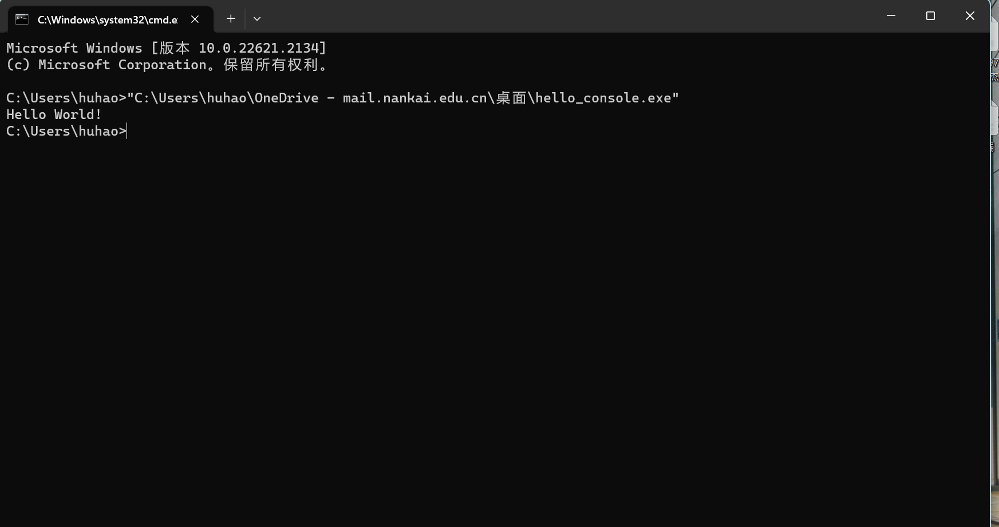 C:\Windows\system32\cmd.e
Microsoft Windows [版本 10.0.22621.2134]
(c) Microsoft Corporation。保留所有权利。
C:\Users\huhao>"C:\Users\huhao\OneDrive - mail.nankai.edu.cn\桌面\hello_console.exe"
Hello World!
C:\Users\huhao>